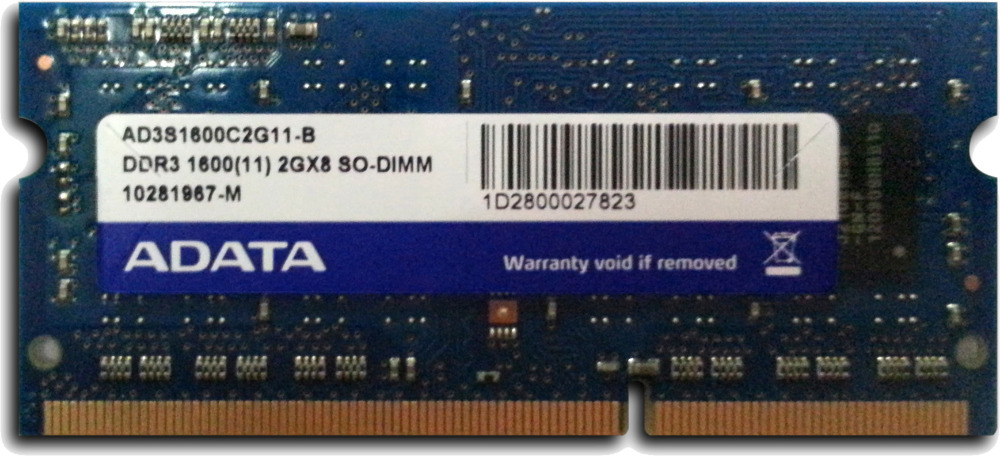 AD3S1600C2G11-B
DDR3 1600(11) 2GX8 SO-DIMM
10281967-M
1D2800027823
ADATA
Warranty void if removed